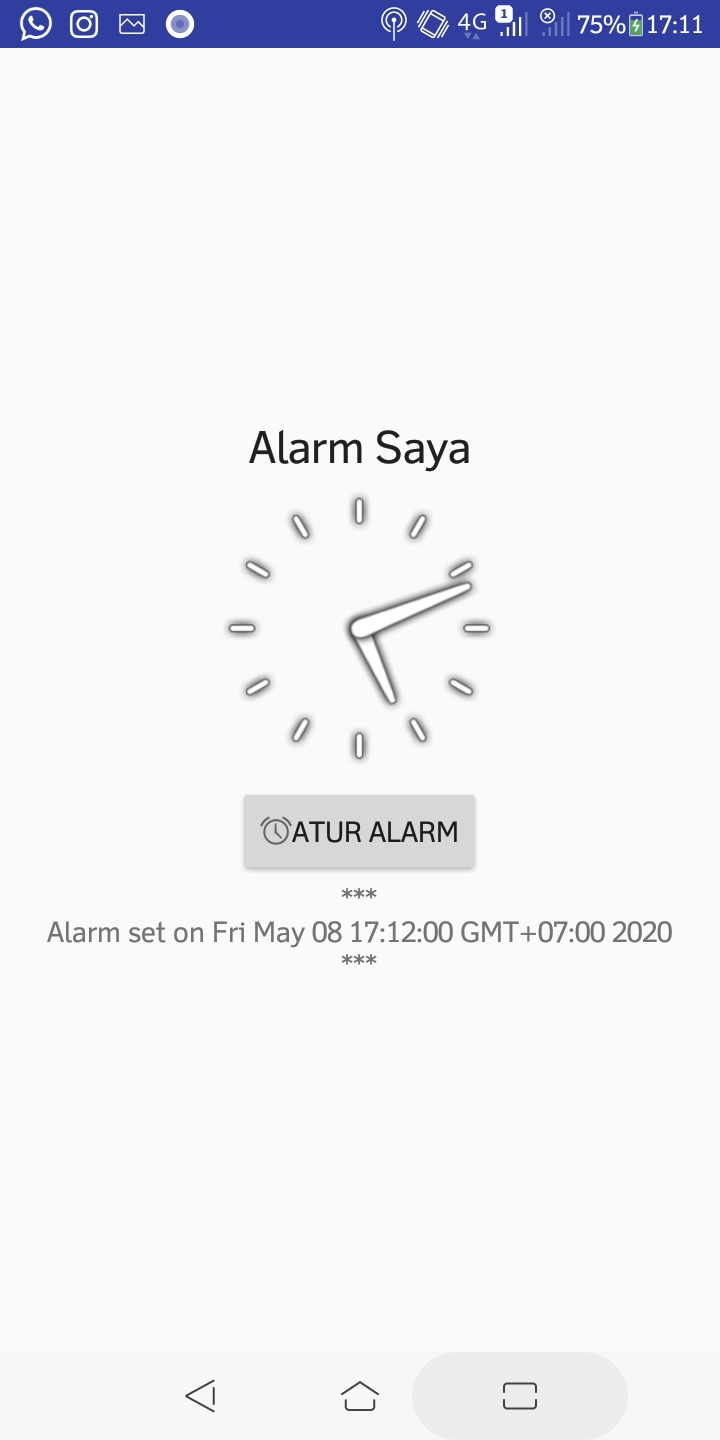 4G 1 75% 17:11
Alarm Saya
ATUR ALARM
***
Alarm set on Fri May 08 17:12:00 GMT+07:00 2020
***